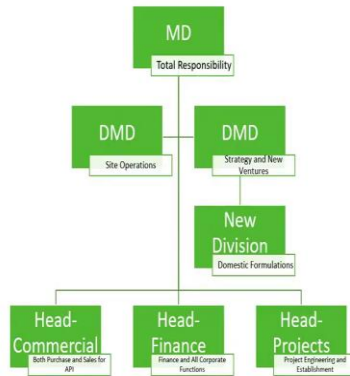 MD
Total Responsibility
DMD
Site Operations
DMD
Strategy and New
Ventures
New
Division
Domestic Formulations
Head-
Commercial
Both Purchase and Sales for
API
Head-
Finance
Finance and All Corporate
Functions
Head-
Projects
Project Engineering and
Establishment